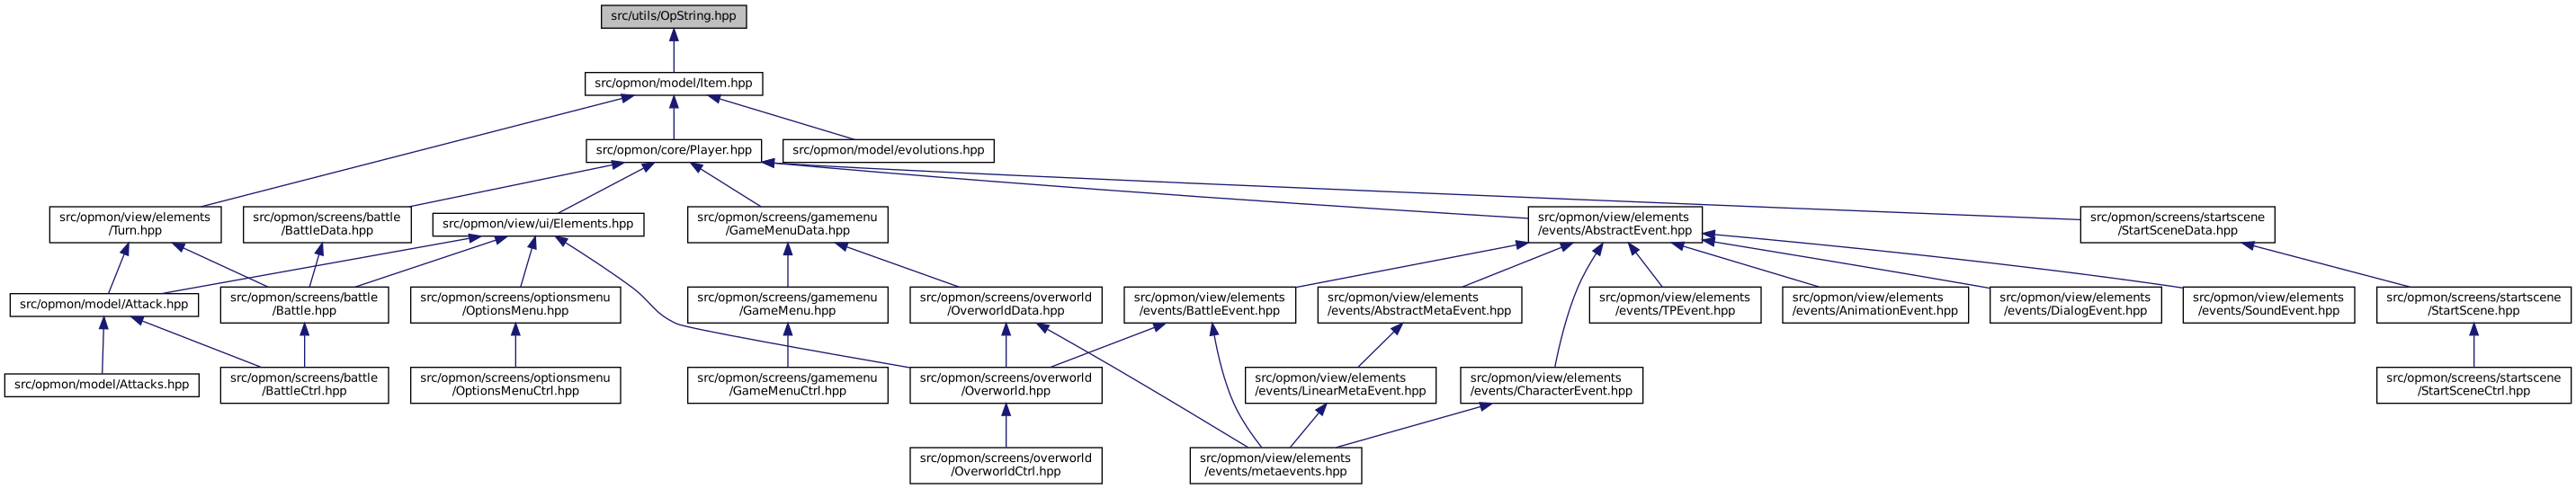 src/utils/OpString.hpp
src/opmon/model/Item.hpp
src/opmon/core/Player.hpp
src/opmon/model/evolutions.hpp
src/opmon/view/elements
/Turn.hpp
src/opmon/screens/battle
/BattleData.hpp
src/opmon/view/ui/Elements.hpp
src/opmon/screens/gamemenu
/GameMenuData.hpp
src/opmon/view/elements
/events/AbstractEvent.hpp
src/opmon/screens/startscene
/StartSceneData.hpp
src/opmon/model/Attack.hpp
src/opmon/screens/battle
/Battle.hpp
src/opmon/screens/optionsmenu
/OptionsMenu.hpp
src/opmon/screens/gamemenu
/GameMenu.hpp
src/opmon/screens/overworld
/OverworldData.hpp
src/opmon/view/elements
/events/BattleEvent.hpp
src/opmon/view/elements
/events/AbstractMetaEvent.hpp
src/opmon/view/elements
/events/TPEvent.hpp
src/opmon/view/elements
/events/AnimationEvent.hpp
src/opmon/view/elements
/events/DialogEvent.hpp
src/opmon/view/elements
/events/SoundEvent.hpp
src/opmon/screens/startscene
/StartScene.hpp
src/opmon/model/Attacks.hpp
src/opmon/screens/battle
/BattleCtrl.hpp
src/opmon/screens/optionsmenu
/OptionsMenuCtrl.hpp
src/opmon/screens/gamemenu
/GameMenuCtrl.hpp
src/opmon/screens/overworld
/Overworld.hpp
src/opmon/view/elements
/events/LinearMetaEvent.hpp
src/opmon/view/elements
/events/CharacterEvent.hpp
src/opmon/screens/startscene
/StartSceneCtrl.hpp
src/opmon/screens/overworld
/OverworldCtrl.hpp
src/opmon/view/elements
/events/metaevents.hpp